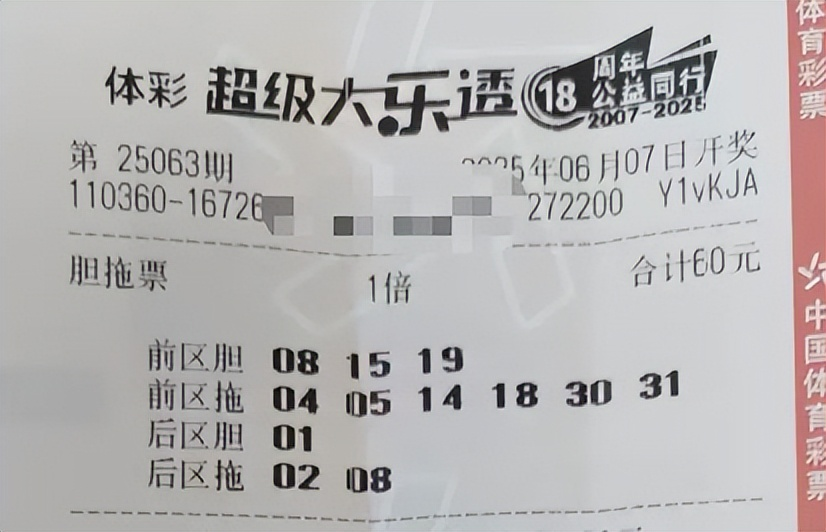 体彩 超级大乐透 18 周年 公益同行 2007-2025
第 25063期 2025年06月07日开奖
110360-16726 272200 Y1vKJA
胆拖票 1倍 合计60元
前区胆 08 15 19
前区拖 04 05 14 18 30 31
后区胆 01
后区拖 02 08
体育彩票
中国体育彩票